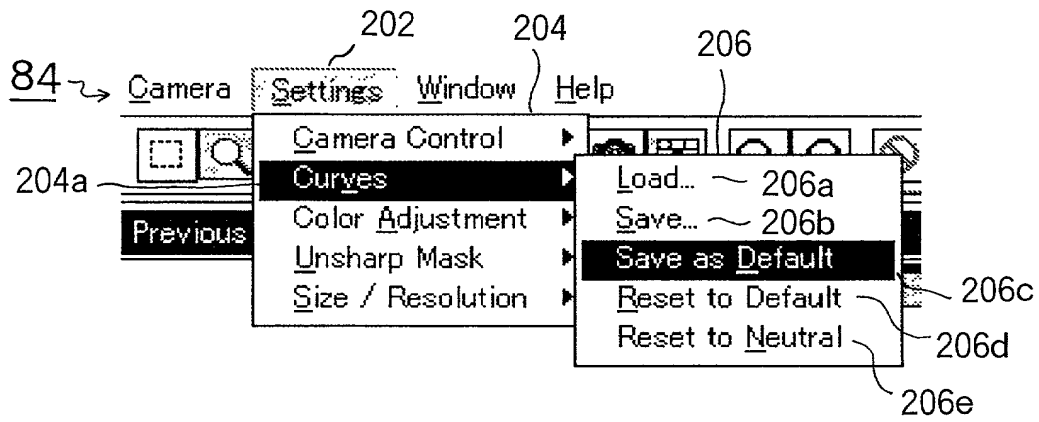 202
204
206
84
Camera Settings Window Help
Camera Control
204a
Curves
Load...
206a
Color Adjustment
Save...
206b
Previous
Unsharp Mask
Save as Default
206c
Size / Resolution
Reset to Default
206d
Reset to Neutral
206e